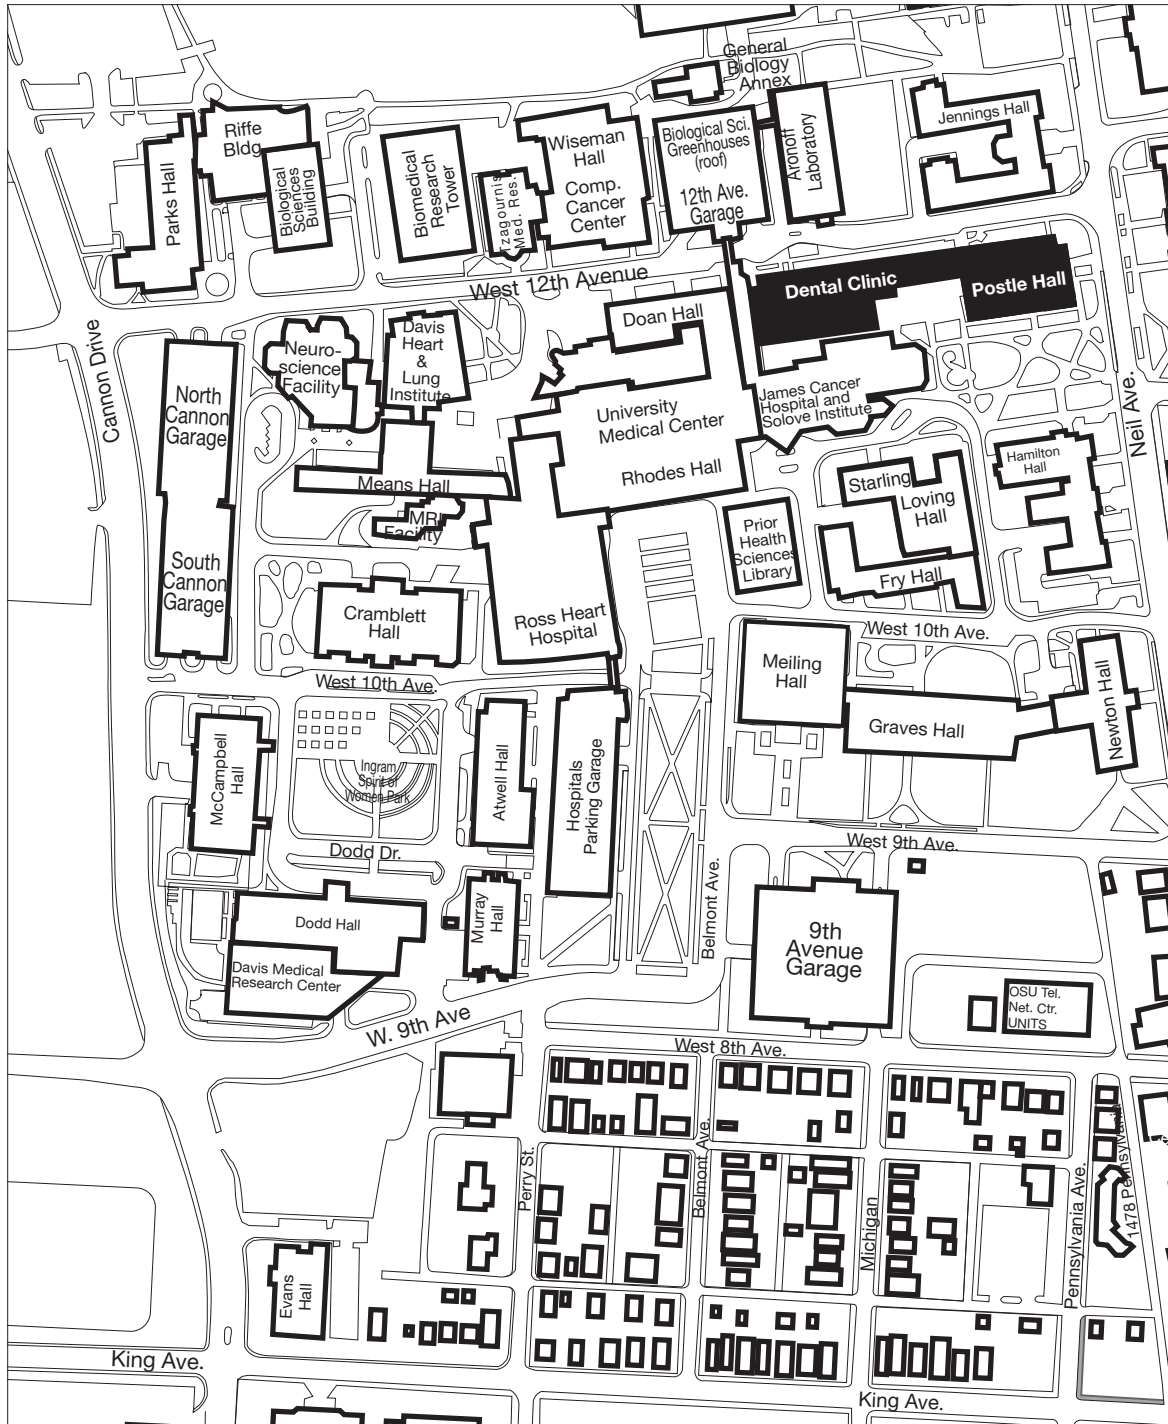 General
Biology
Annex
Riffe
Bldg.
Parks Hall
Biological
Sciences
Building
Biomedical
Research
Tower
Tzagournis
Med. Res.
Wiseman
Hall
Comp.
Cancer
Center
Biological Sci.
Greenhouses
(roof)
12th Ave.
Garage
Aronoff
Laboratory
Jennings Hall
West 12th Avenue
Dental Clinic
Postle Hall
Cannon Drive
Neil Ave.
Neuro-
science
Facility
Davis
Heart
&
Lung
Institute
Doan Hall
North
Cannon
Garage
University
Medical Center
Rhodes Hall
James Cancer
Hospital and
Solove Institute
Means Hall
MRI
Facility
Starling
Loving
Hall
Hamilton
Hall
Prior
Health
Sciences
Library
Fry Hall
South
Cannon
Garage
Cramblett
Hall
Ross Heart
Hospital
West 10th Ave.
West 10th Ave.
Meiling
Hall
Graves Hall
Newton Hall
McCampbell
Hall
Ingram
Spirit of
Women Park
Atwell Hall
Hospitals
Parking Garage
Dodd Dr.
West 9th Ave.
Belmont Ave.
Dodd Hall
Murray
Hall
9th
Avenue
Garage
Davis Medical
Research Center
OSU Tel.
Net. Ctr.
UNITS
W. 9th Ave
West 8th Ave.
Perry St.
Belmont Ave.
Michigan
Pennsylvania Ave.
1478 Pennsylvania
Evans
Hall
King Ave.
King Ave.